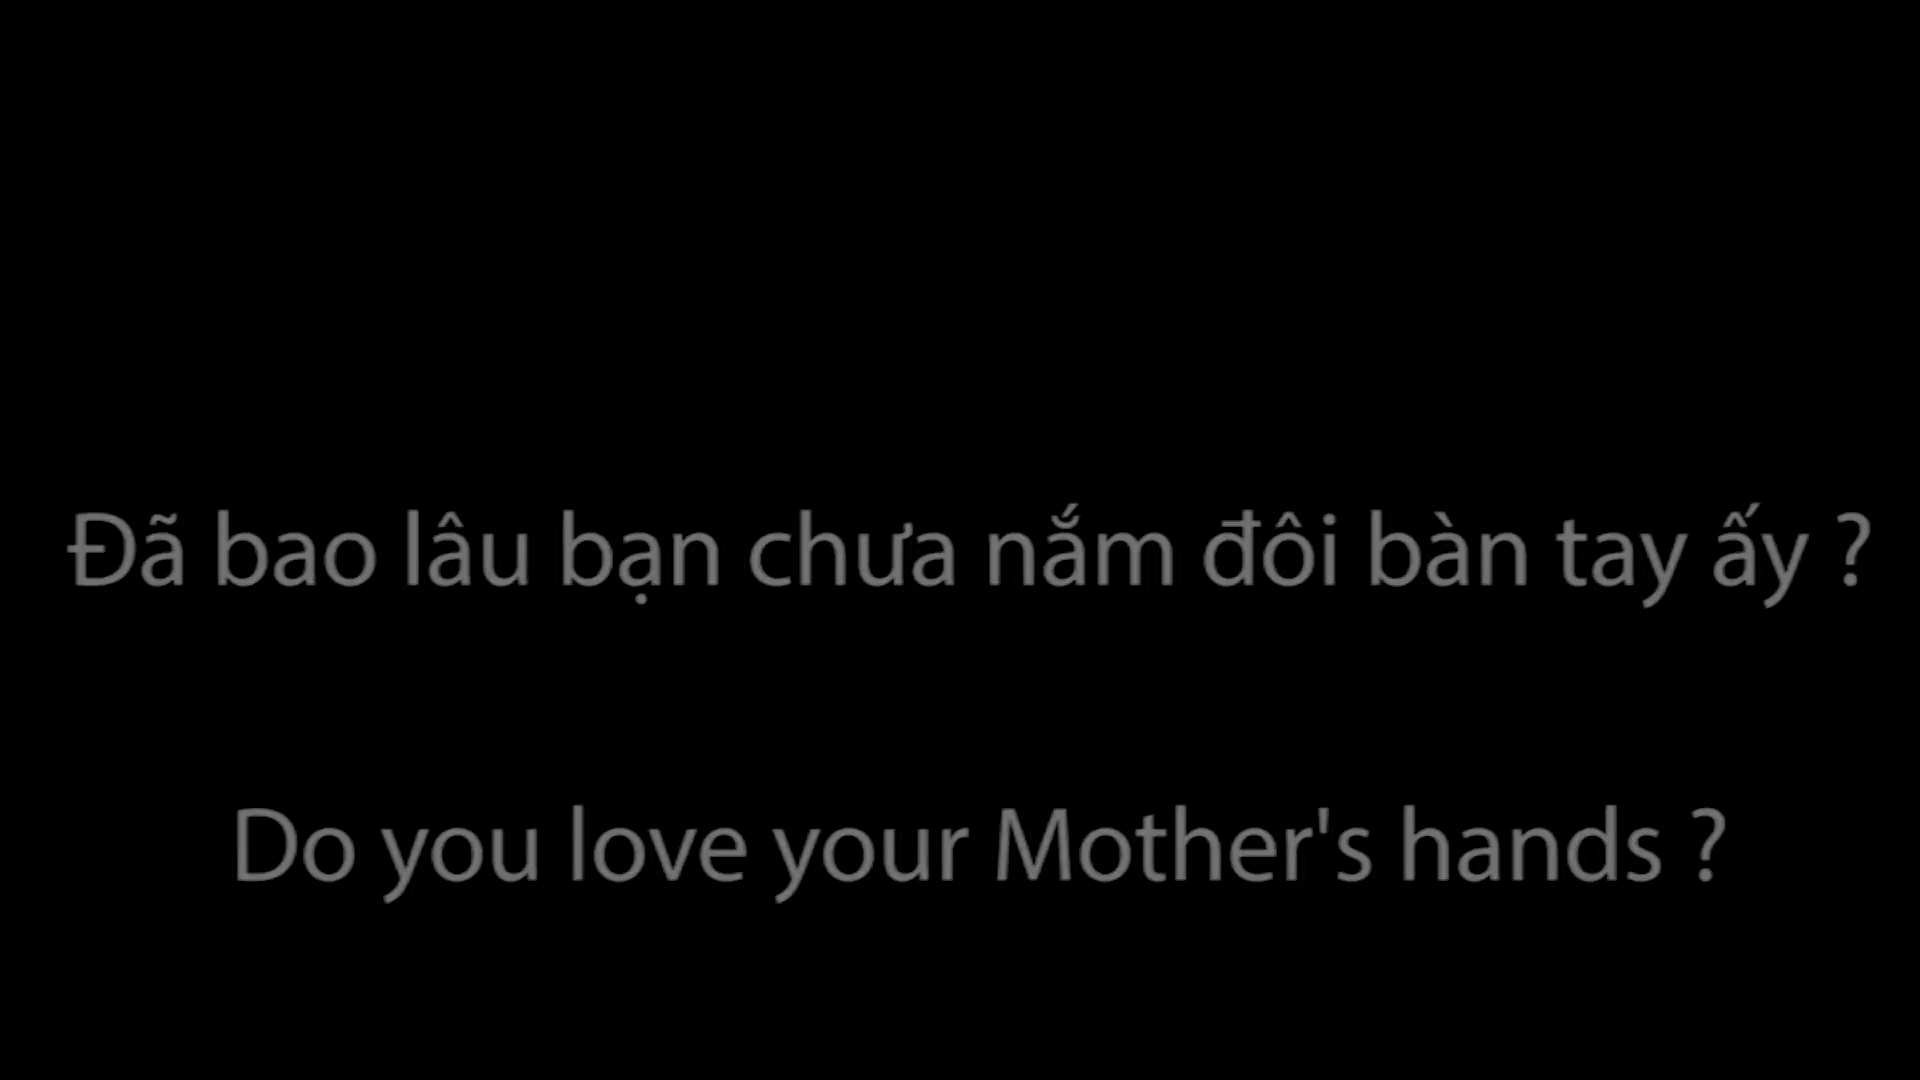 Đã bao lâu bạn chưa nắm đôi bàn tay ấy ?
Do you love your Mother's hands ?